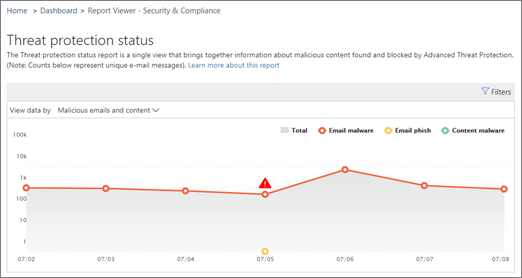 Home > Dashboard > Report Viewer - Security & Compliance
Threat protection status
The Threat protection status report is a single view that brings together information about malicious content found and blocked by Advanced Threat Protection.
(Note: Counts below represent unique e-mail messages). Learn more about this report
Filters
View data by Malicious emails and content
Total Email malware Email phish Content malware
100k
10k
1k
100
10
1
07/02 07/03 07/04 07/05 07/06 07/07 07/08